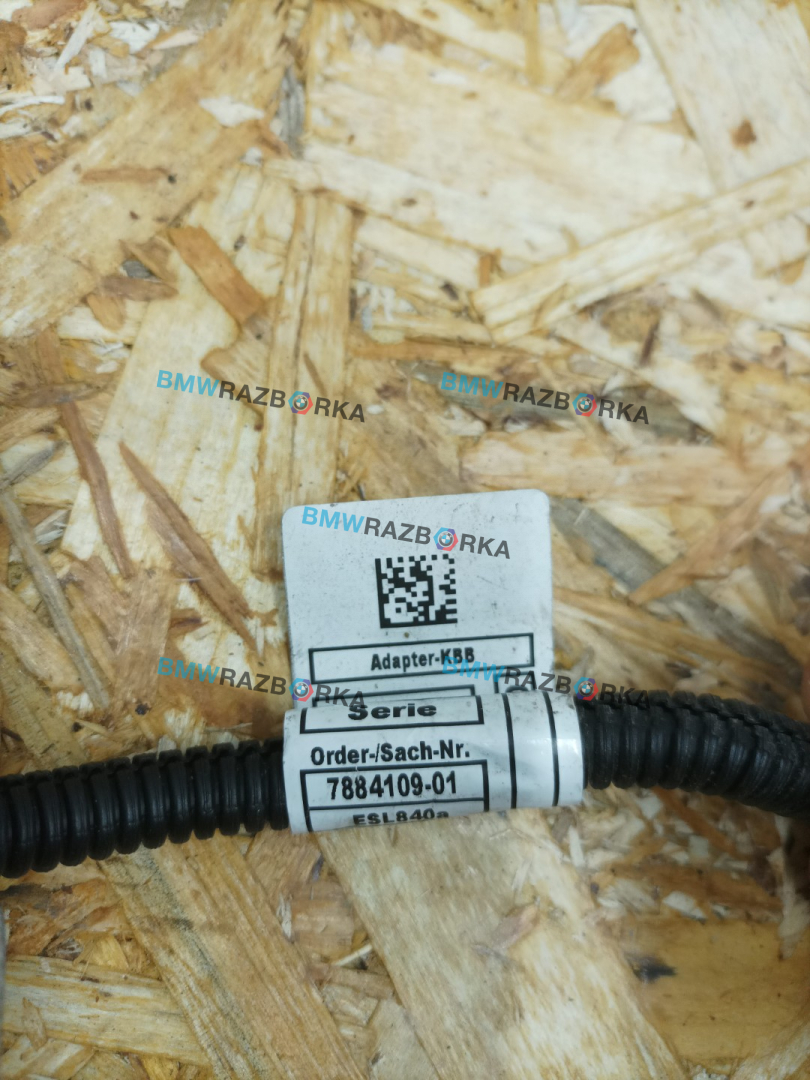 BMWRAZBORKA
BMWRAZBORKA
BMWRAZBORKA
Adapter-KBB
BMWRAZBORKA
BMWRAZBORKA
Serie
Order-/Sach-Nr.
7884109-01
ESL840a